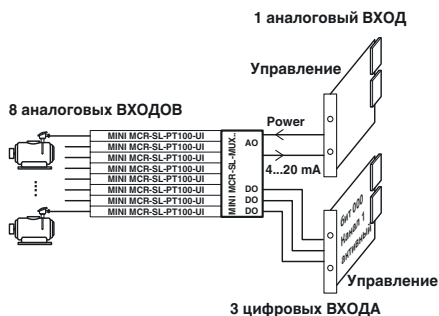 1 аналоговый ВХОД
Управление
8 аналоговых ВХОДОВ
MINI MCR-SL-PT100-UI
MINI MCR-SL-PT100-UI
MINI MCR-SL-PT100-UI
MINI MCR-SL-PT100-UI
MINI MCR-SL-PT100-UI
MINI MCR-SL-PT100-UI
MINI MCR-SL-PT100-UI
MINI MCR-SL-PT100-UI
MINI MCR-SL-MUX..
AO
DO
DO
DO
Power
4...20 mA
бит 000
Канал 1
активный
Управление
3 цифровых ВХОДА